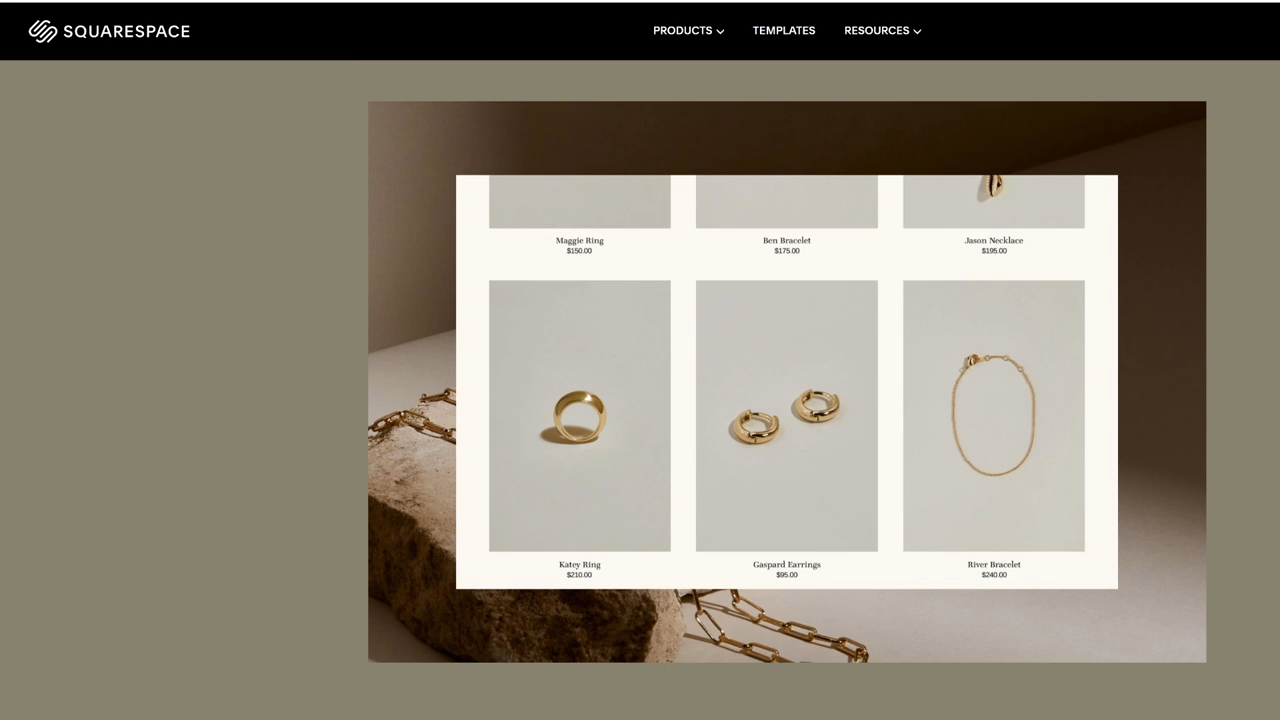 SQUARESPACE
PRODUCTS
TEMPLATES
RESOURCES
Maggie Ring
$150.00
Ben Bracelet
$175.00
Jason Necklace
$195.00
Katey Ring
$210.00
Gaspard Earrings
$95.00
River Bracelet
$240.00